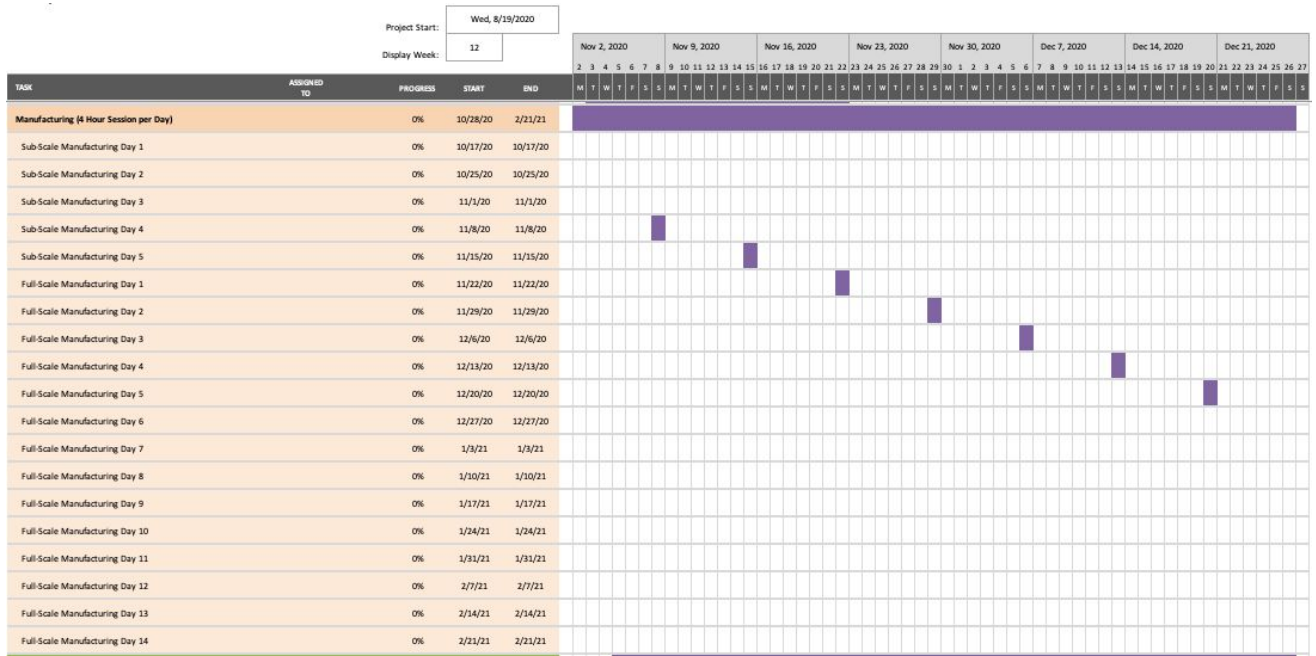 Project Start: Wed, 8/19/2020
Display Week: 12
Nov 2, 2020 Nov 9, 2020 Nov 16, 2020 Nov 23, 2020 Nov 30, 2020 Dec 7, 2020 Dec 14, 2020 Dec 21, 2020
2 3 4 5 6 7 8 9 10 11 12 13 14 15 16 17 18 19 20 21 22 23 24 25 26 27 28 29 30 1 2 3 4 5 6 7 8 9 10 11 12 13 14 15 16 17 18 19 20 21 22 23 24 25 26 27
TASK ASSIGNED TO PROGRESS START END M T W T F S S M T W T F S S M T W T F S S M T W T F S S M T W T F S S M T W T F S S M T W T F S S M T W T F S S
Manufacturing (4 Hour Session per Day) 0% 10/28/20 2/21/21
Sub-Scale Manufacturing Day 1 0% 10/17/20 10/17/20
Sub-Scale Manufacturing Day 2 0% 10/25/20 10/25/20
Sub-Scale Manufacturing Day 3 0% 11/1/20 11/1/20
Sub-Scale Manufacturing Day 4 0% 11/8/20 11/8/20
Sub-Scale Manufacturing Day 5 0% 11/15/20 11/15/20
Full-Scale Manufacturing Day 1 0% 11/22/20 11/22/20
Full-Scale Manufacturing Day 2 0% 11/29/20 11/29/20
Full-Scale Manufacturing Day 3 0% 12/6/20 12/6/20
Full-Scale Manufacturing Day 4 0% 12/13/20 12/13/20
Full-Scale Manufacturing Day 5 0% 12/20/20 12/20/20
Full-Scale Manufacturing Day 6 0% 12/27/20 12/27/20
Full-Scale Manufacturing Day 7 0% 1/3/21 1/3/21
Full-Scale Manufacturing Day 8 0% 1/10/21 1/10/21
Full-Scale Manufacturing Day 9 0% 1/17/21 1/17/21
Full-Scale Manufacturing Day 10 0% 1/24/21 1/24/21
Full-Scale Manufacturing Day 11 0% 1/31/21 1/31/21
Full-Scale Manufacturing Day 12 0% 2/7/21 2/7/21
Full-Scale Manufacturing Day 13 0% 2/14/21 2/14/21
Full-Scale Manufacturing Day 14 0% 2/21/21 2/21/21